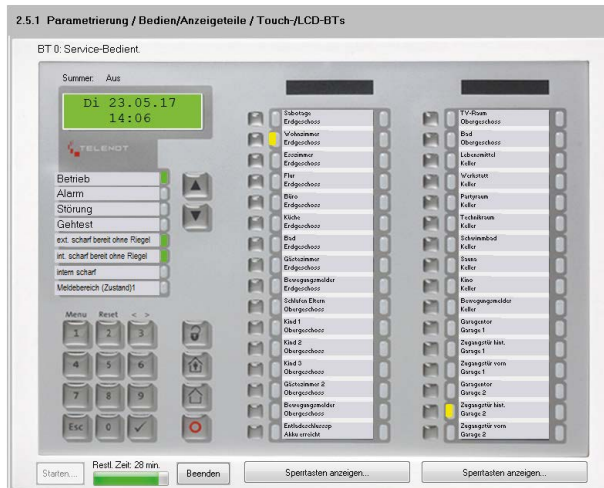 2.5.1 Parametrierung / Bedien/Anzeigeteile / Touch-/LCD-BTs
BT 0: Service-Bedient.
Summer: Aus
Di 23.05.17
14:06
TELENOT
Betrieb
Alarm
Störung
Gehtest
ext. scharf bereit ohne Riegel
int. scharf bereit ohne Riegel
intern scharf
Meldebereich (Zustand)1
Menu Reset < >
1 2 3
4 5 6
7 8 9
Esc 0
Sabotage
Erdgeschoss
Wohnzimmer
Erdgeschoss
Esszimmer
Erdgeschoss
Flur
Erdgeschoss
Büro
Erdgeschoss
Küche
Erdgeschoss
Bad
Erdgeschoss
Gästezimmer
Erdgeschoss
Bewegungsmelder
Erdgeschoss
Schlafen Eltern
Obergeschoss
Kind 1
Obergeschoss
Kind 2
Obergeschoss
Kind 3
Obergeschoss
Gästezimmer 2
Obergeschoss
Bewegungsmelder
Obergeschoss
Entladeschlusssp
Akku erreicht
TV-Raum
Obergeschoss
Bad
Obergeschoss
Lebensmittel
Keller
Werkstatt
Keller
Partyraum
Keller
Technikraum
Keller
Schwimmbad
Keller
Sauna
Keller
Kino
Keller
Bewegungsmelder
Keller
Garagentor
Garage 1
Zugangstür hint.
Garage 1
Zugangstür vorn
Garage 1
Garagentor
Garage 2
Zugangstür hint.
Garage 2
Zugangstür vorn
Garage 2
Starten....
Restl. Zeit: 28 min.
Beenden
Sperrtasten anzeigen...
Sperrtasten anzeigen...